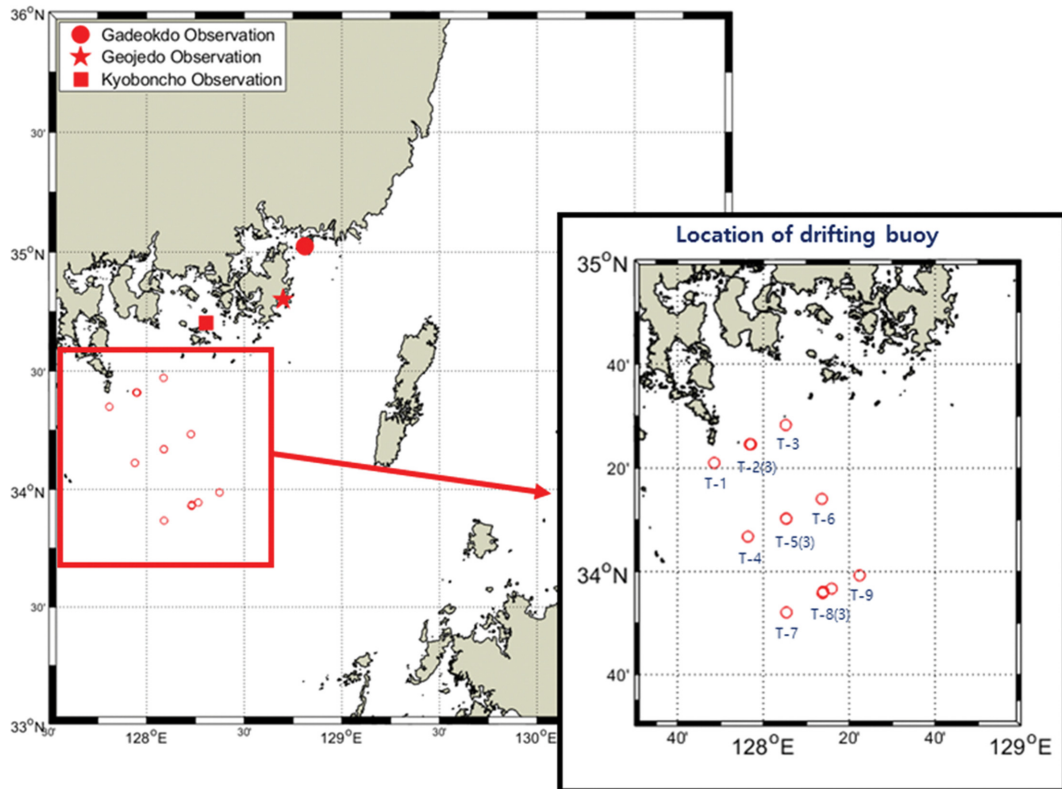 36°N
Gadeokdo Observation
Geojedo Observation
Kyoboncho Observation
30'
35°N
30'
34°N
30'
33°N
30'
128°E
30'
129°E
30'
130°E
Location of drifting buoy
35°N
40'
20'
34°N
40'
T-3
T-2(3)
T-1
T-6
T-5(3)
T-4
T-9
T-8(3)
T-7
40'
128°E
20'
40'
129°E